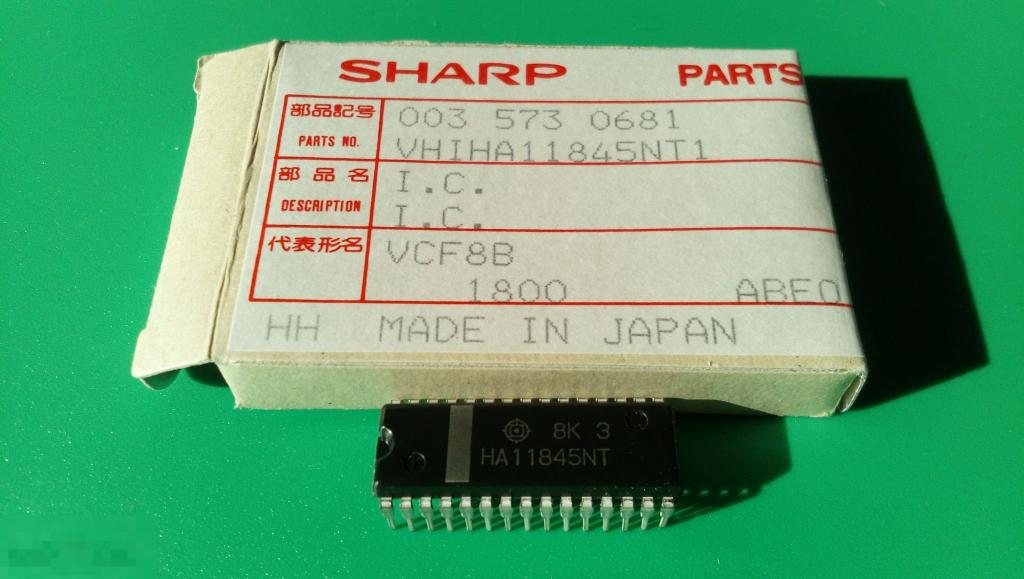 SHARP PARTS
部品記号 003 573 0681
PARTS NO. VHIHA11845NT1
部品名 I.C.
DESCRIPTION I.C.
代表形名 VCF8B
1800 ABEO
HH MADE IN JAPAN
8K 3
HA11845NT